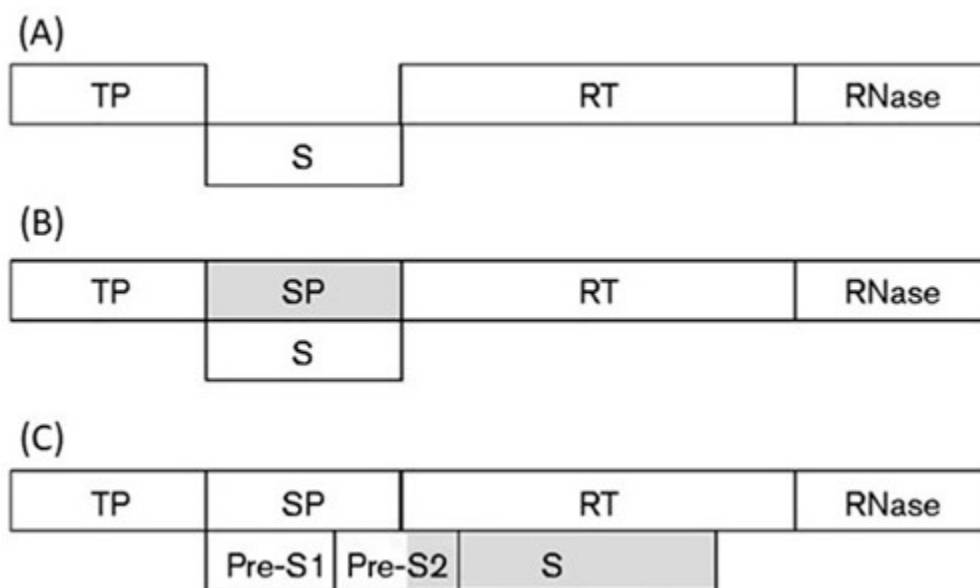 (A)
TP RT RNase
S
(B)
TP SP RT RNase
S
(C)
TP SP RT RNase
Pre-S1 Pre-S2 S